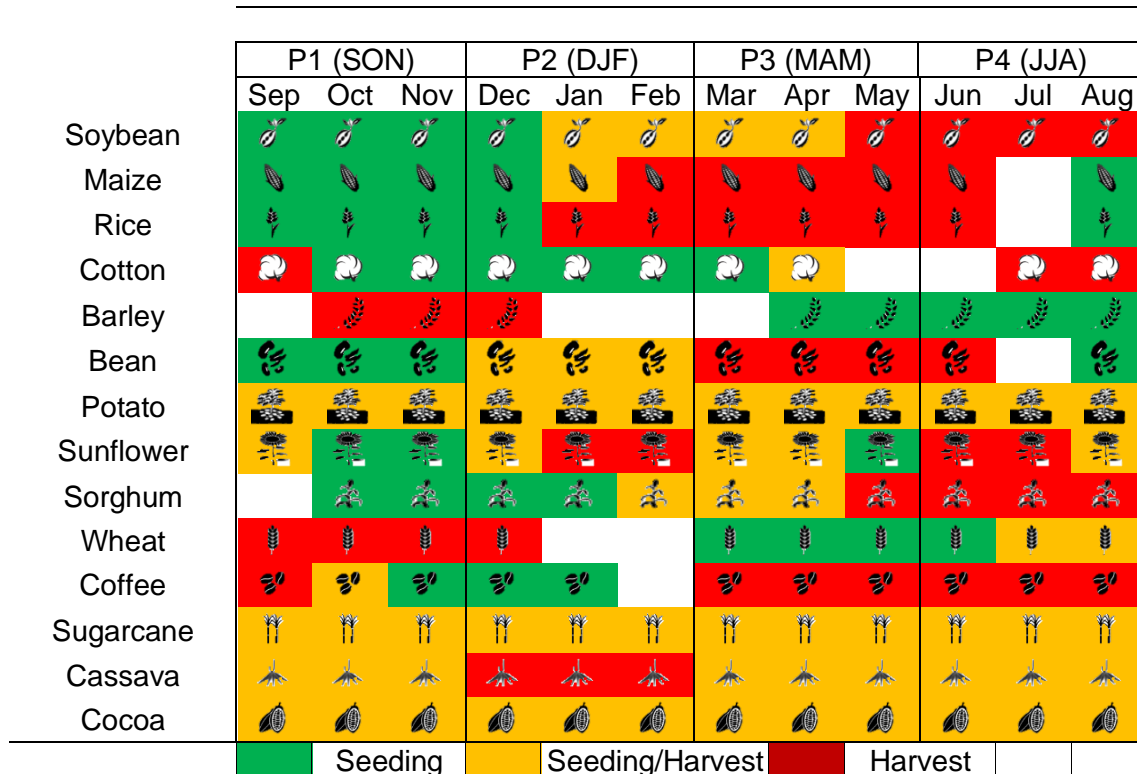 P1 (SON) P2 (DJF) P3 (MAM) P4 (JJA)
Sep Oct Nov Dec Jan Feb Mar Apr May Jun Jul Aug
Soybean
Maize
Rice
Cotton
Barley
Bean
Potato
Sunflower
Sorghum
Wheat
Coffee
Sugarcane
Cassava
Cocoa
Seeding Seeding/Harvest Harvest